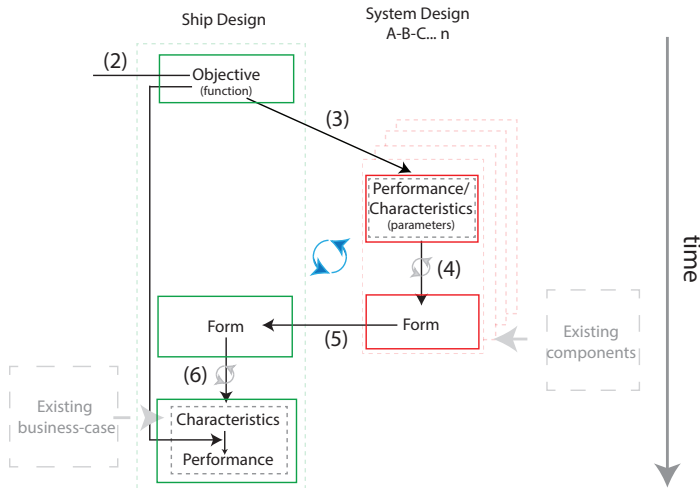 Ship Design
System Design
A-B-C... n
(2)
Objective
(function)
(3)
Performance/
Characteristics
(parameters)
time
(4)
Form
(5)
Form
Existing
components
(6)
Existing
business-case
Characteristics
Performance